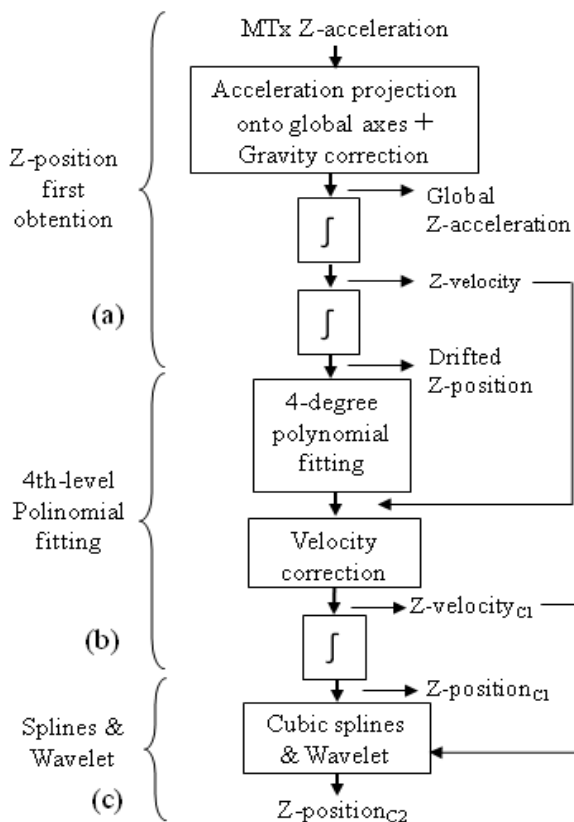 MTx Z-acceleration
Acceleration projection
onto global axes +
Gravity correction
Z-position
first
obtention
Global
Z-acceleration
∫
Z-velocity
(a)
∫
Drifted
Z-position
4-degree
polynomial
fitting
4th-level
Polinomial
fitting
Velocity
correction
Z-velocityC1
(b)
∫
Z-positionC1
Splines &
Wavelet
Cubic splines
& Wavelet
(c)
Z-positionC2